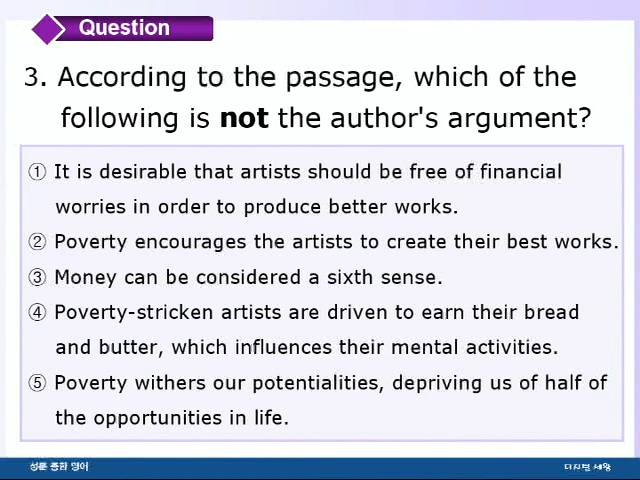 Question
3. According to the passage, which of the
following is not the author's argument?
① It is desirable that artists should be free of financial
worries in order to produce better works.
② Poverty encourages the artists to create their best works.
③ Money can be considered a sixth sense.
④ Poverty-stricken artists are driven to earn their bread
and butter, which influences their mental activities.
⑤ Poverty withers our potentialities, depriving us of half of
the opportunities in life.
성문 종합 영어
디지털 세왕